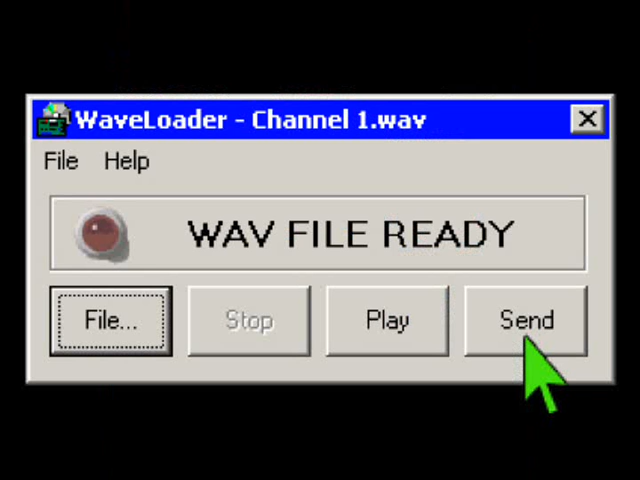 WaveLoader - Channel 1.wav
File Help
WAV FILE READY
File... Stop Play Send